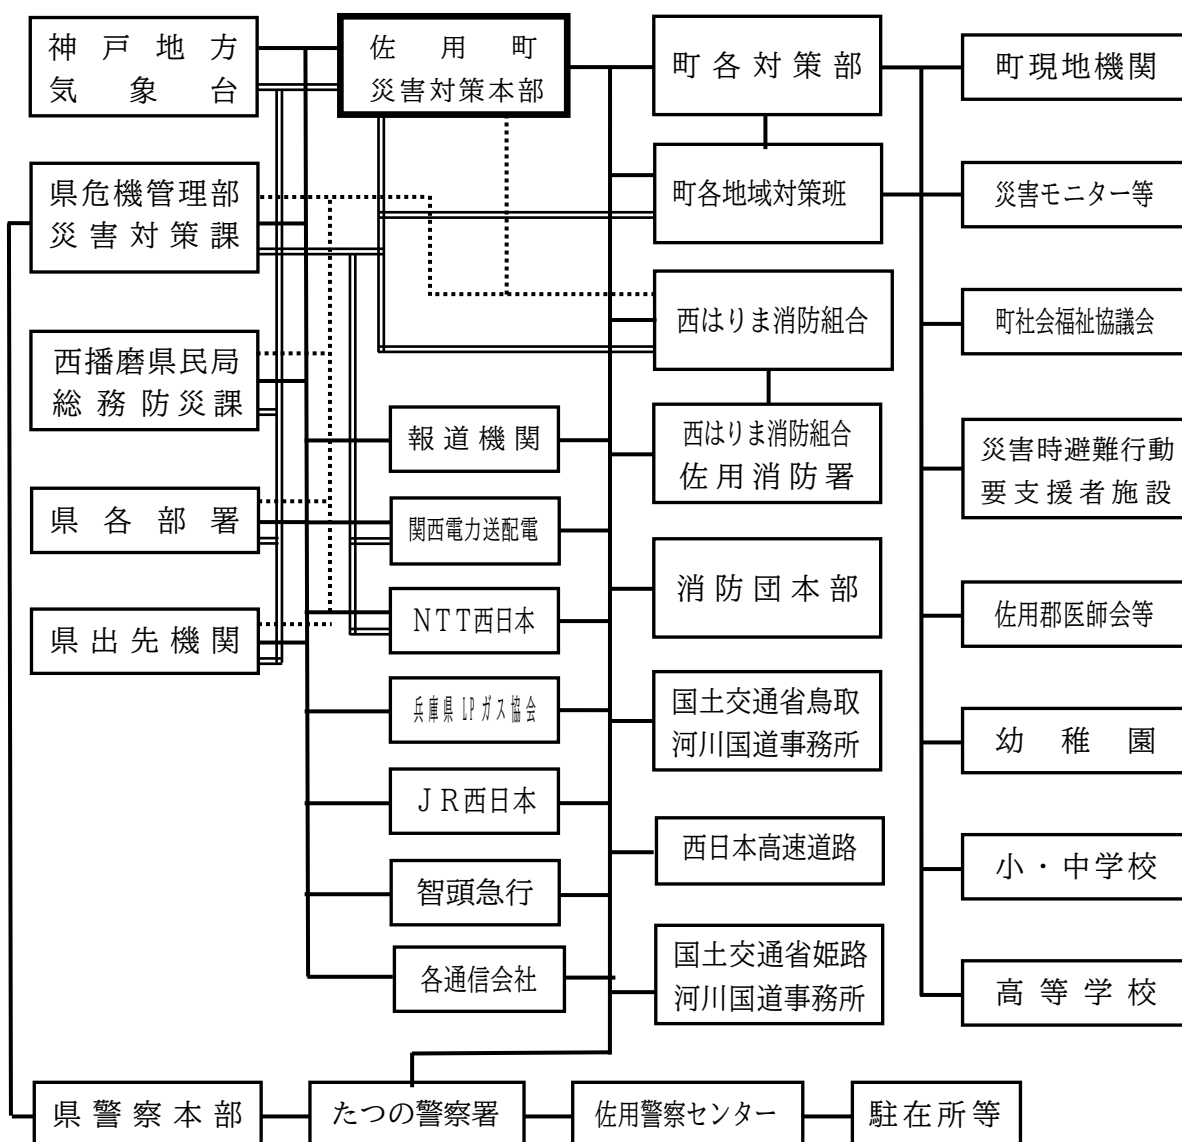 神戸地方
気象台
佐用町
災害対策本部
町各対策部
町現地機関
県危機管理部
災害対策課
町各地域対策班
災害モニター等
西播磨県民局
総務防災課
西はりま消防組合
町社会福祉協議会
報道機関
西はりま消防組合
佐用消防署
災害時避難行動
要支援者施設
県各部署
関西電力送配電
消防団本部
佐用郡医師会等
県出先機関
NTT西日本
兵庫県LPガス協会
国土交通省鳥取
河川国道事務所
幼稚園
JR西日本
西日本高速道路
小・中学校
智頭急行
各通信会社
国土交通省姫路
河川国道事務所
高等学校
県警察本部
たつの警察署
佐用警察センター
駐在所等